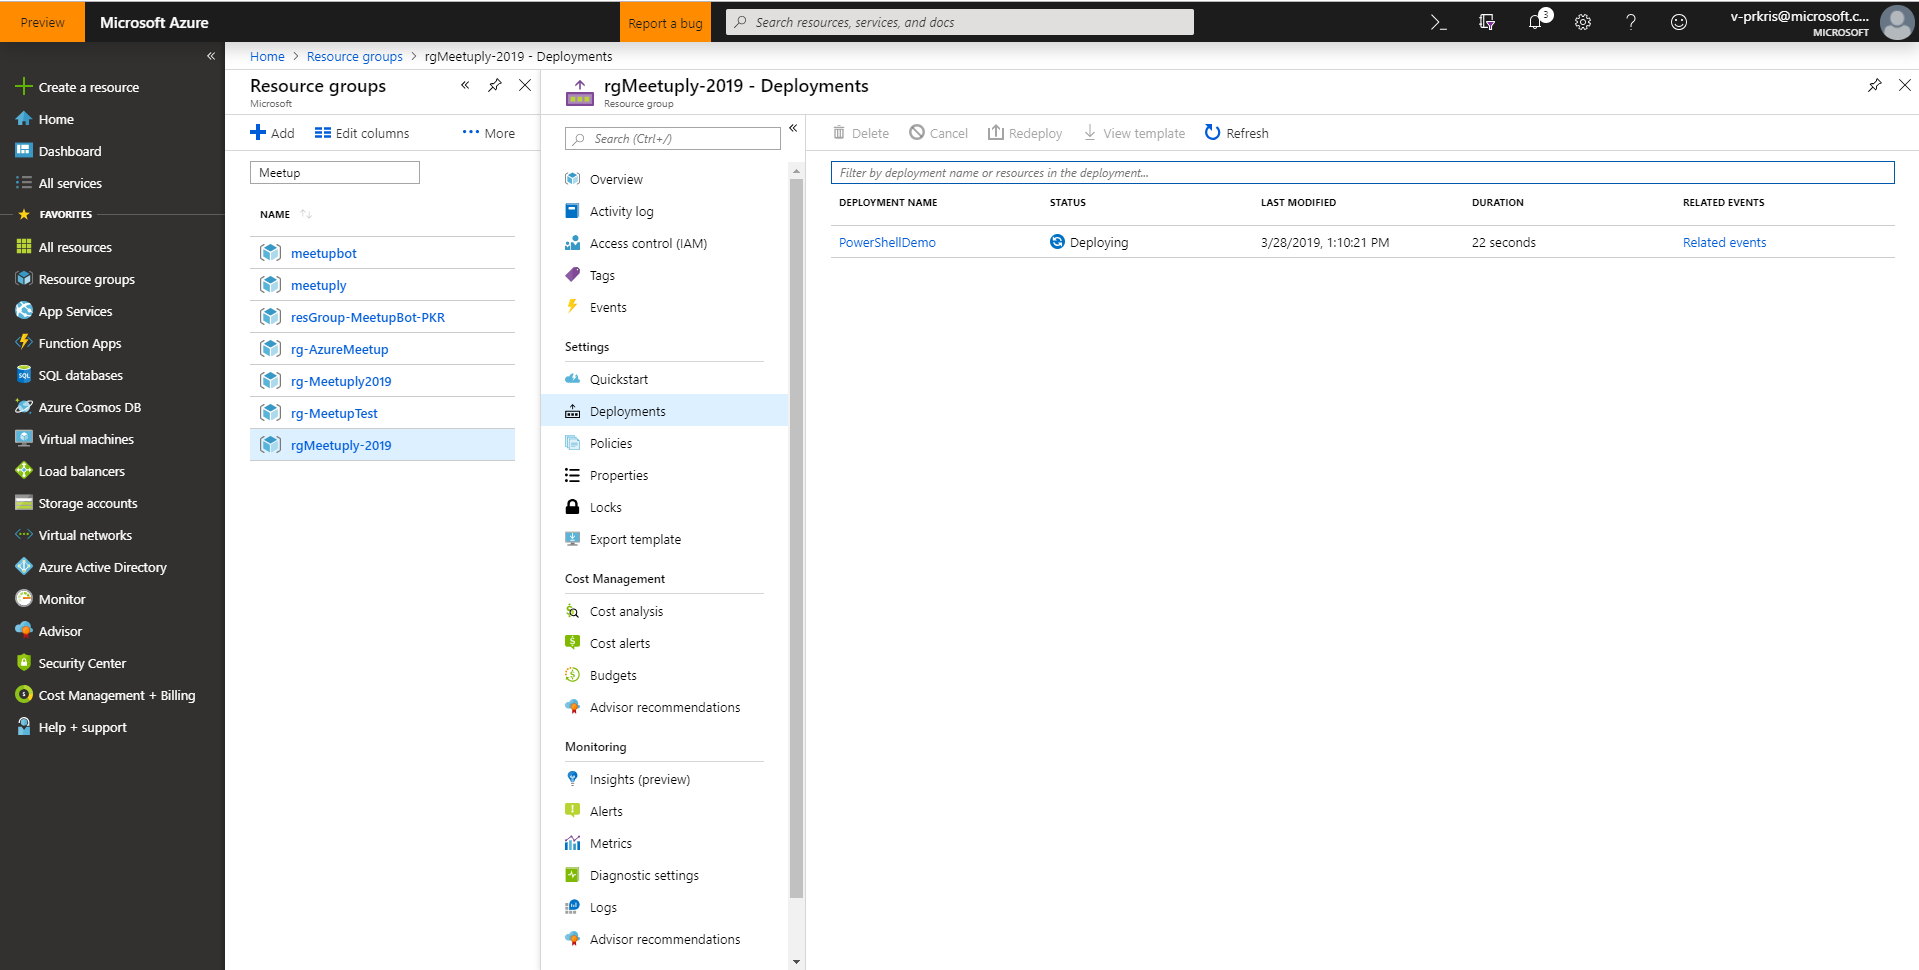 Preview
Microsoft Azure
Report a bug
Search resources, services, and docs
3
v-prkris@microsoft.c...
MICROSOFT
Create a resource
Home
Dashboard
All services
FAVORITES
All resources
Resource groups
App Services
Function Apps
SQL databases
Azure Cosmos DB
Virtual machines
Load balancers
Storage accounts
Virtual networks
Azure Active Directory
Monitor
Advisor
Security Center
Cost Management + Billing
Help + support
Home > Resource groups > rgMeetuply-2019 - Deployments
Resource groups
Microsoft
Add Edit columns ••• More
Meetup
NAME
meetupbot
meetuply
resGroup-MeetupBot-PKR
rg-AzureMeetup
rg-Meetuply2019
rg-MeetupTest
rgMeetuply-2019
rgMeetuply-2019 - Deployments
Resource group
Search (Ctrl+/)
Overview
Activity log
Access control (IAM)
Tags
Events
Settings
Quickstart
Deployments
Policies
Properties
Locks
Export template
Cost Management
Cost analysis
Cost alerts
Budgets
Advisor recommendations
Monitoring
Insights (preview)
Alerts
Metrics
Diagnostic settings
Logs
Advisor recommendations
Delete Cancel Redeploy View template Refresh
Filter by deployment name or resources in the deployment...
DEPLOYMENT NAME STATUS LAST MODIFIED DURATION RELATED EVENTS
PowerShellDemo Deploying 3/28/2019, 1:10:21 PM 22 seconds Related events